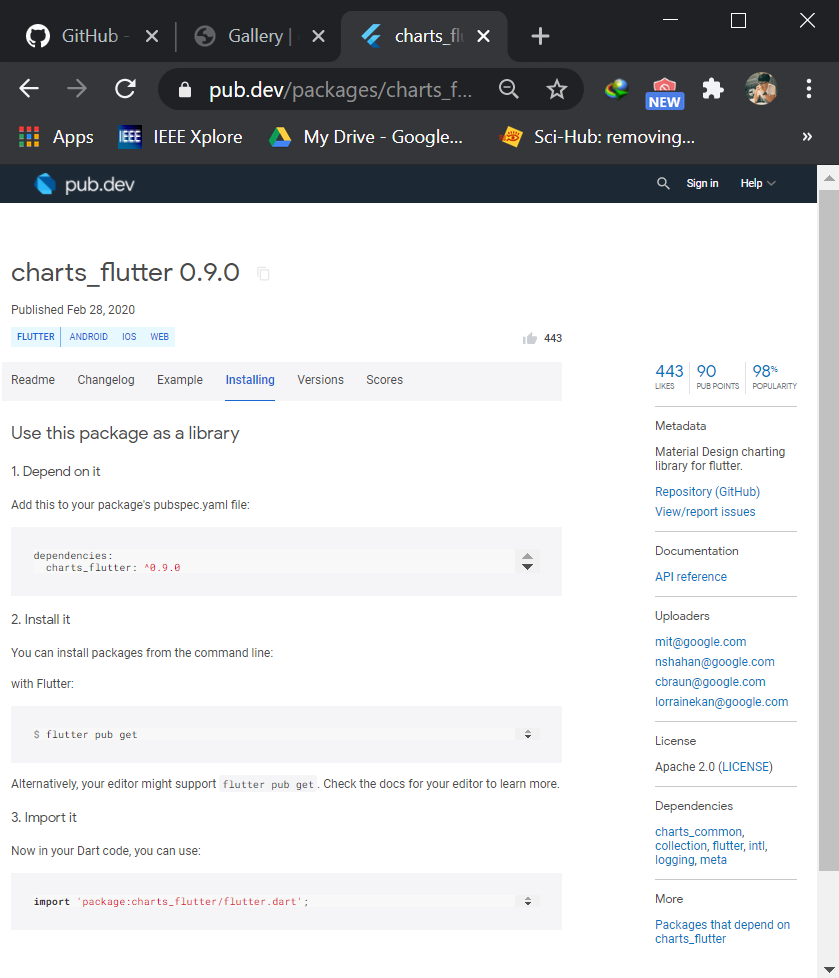 GitHub -
Gallery |
charts_flu
pub.dev/packages/charts_f...
NEW
Apps
IEEE
IEEE Xplore
My Drive - Google...
Sci-Hub: removing...
»
pub.dev
Sign in
Help
charts_flutter 0.9.0
Published Feb 28, 2020
FLUTTER ANDROID IOS WEB
443
Readme Changelog Example Installing Versions Scores
Use this package as a library
1. Depend on it
Add this to your package's pubspec.yaml file:
dependencies:
charts_flutter: ^0.9.0
2. Install it
You can install packages from the command line:
with Flutter:
$ flutter pub get
Alternatively, your editor might support flutter pub get. Check the docs for your editor to learn more.
3. Import it
Now in your Dart code, you can use:
import 'package:charts_flutter/flutter.dart';
443 90 98%
LIKES PUB POINTS POPULARITY
Metadata
Material Design charting
library for flutter.
Repository (GitHub)
View/report issues
Documentation
API reference
Uploaders
mit@google.com
nshahan@google.com
cbraun@google.com
lorrainekan@google.com
License
Apache 2.0 (LICENSE)
Dependencies
charts_common,
collection, flutter, intl,
logging, meta
More
Packages that depend on
charts_flutter